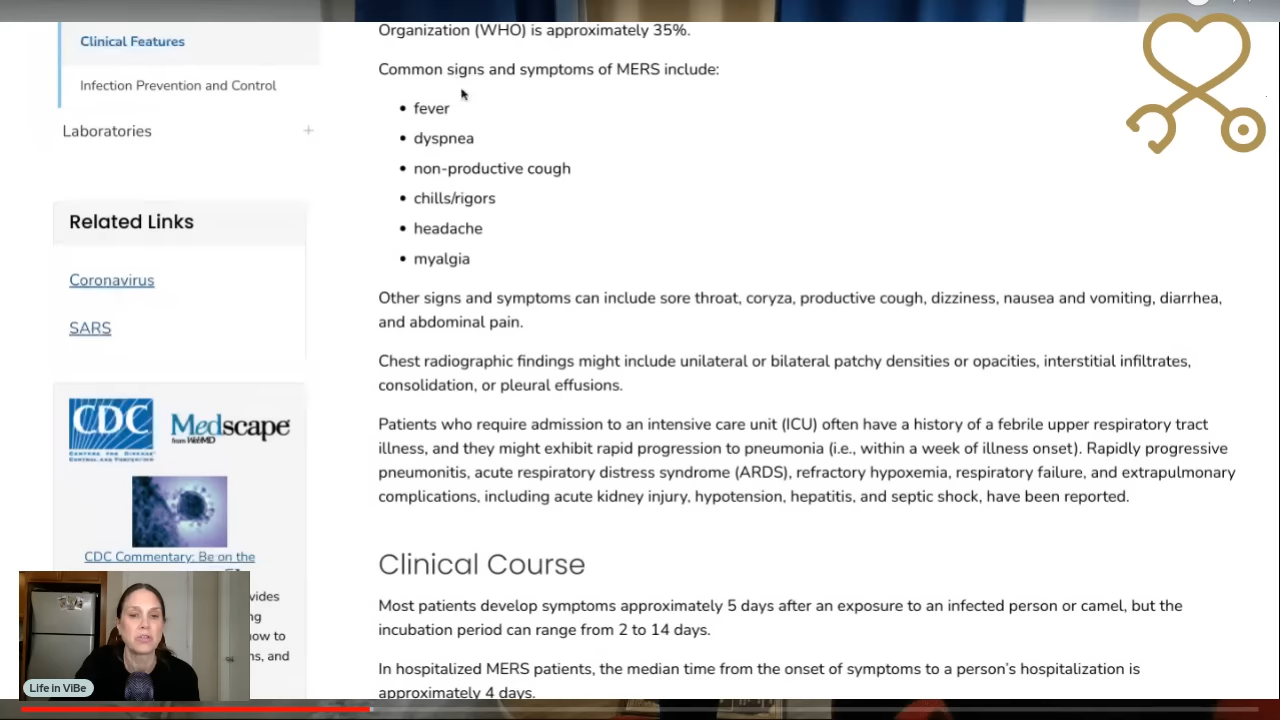 Organization (WHO) is approximately 35%.
Clinical Features
Common signs and symptoms of MERS include:
Infection Prevention and Control
• fever
Laboratories +
• dyspnea
• non-productive cough
• chills/rigors
• headache
• myalgia
Related Links
Coronavirus
SARS
Other signs and symptoms can include sore throat, coryza, productive cough, dizziness, nausea and vomiting, diarrhea,
and abdominal pain.
Chest radiographic findings might include unilateral or bilateral patchy densities or opacities, interstitial infiltrates,
consolidation, or pleural effusions.
Patients who require admission to an intensive care unit (ICU) often have a history of a febrile upper respiratory tract
illness, and they might exhibit rapid progression to pneumonia (i.e., within a week of illness onset). Rapidly progressive
pneumonitis, acute respiratory distress syndrome (ARDS), refractory hypoxemia, respiratory failure, and extrapulmonary
complications, including acute kidney injury, hypotension, hepatitis, and septic shock, have been reported.
CDC
CENTERS FOR DISEASE
CONTROL AND PREVENTION
Medscape
from WebMD
CDC Commentary: Be on the
vides
ng
ow to
ns, and
Clinical Course
Most patients develop symptoms approximately 5 days after an exposure to an infected person or camel, but the
incubation period can range from 2 to 14 days.
In hospitalized MERS patients, the median time from the onset of symptoms to a person's hospitalization is
approximately 4 days.
Life in ViBe